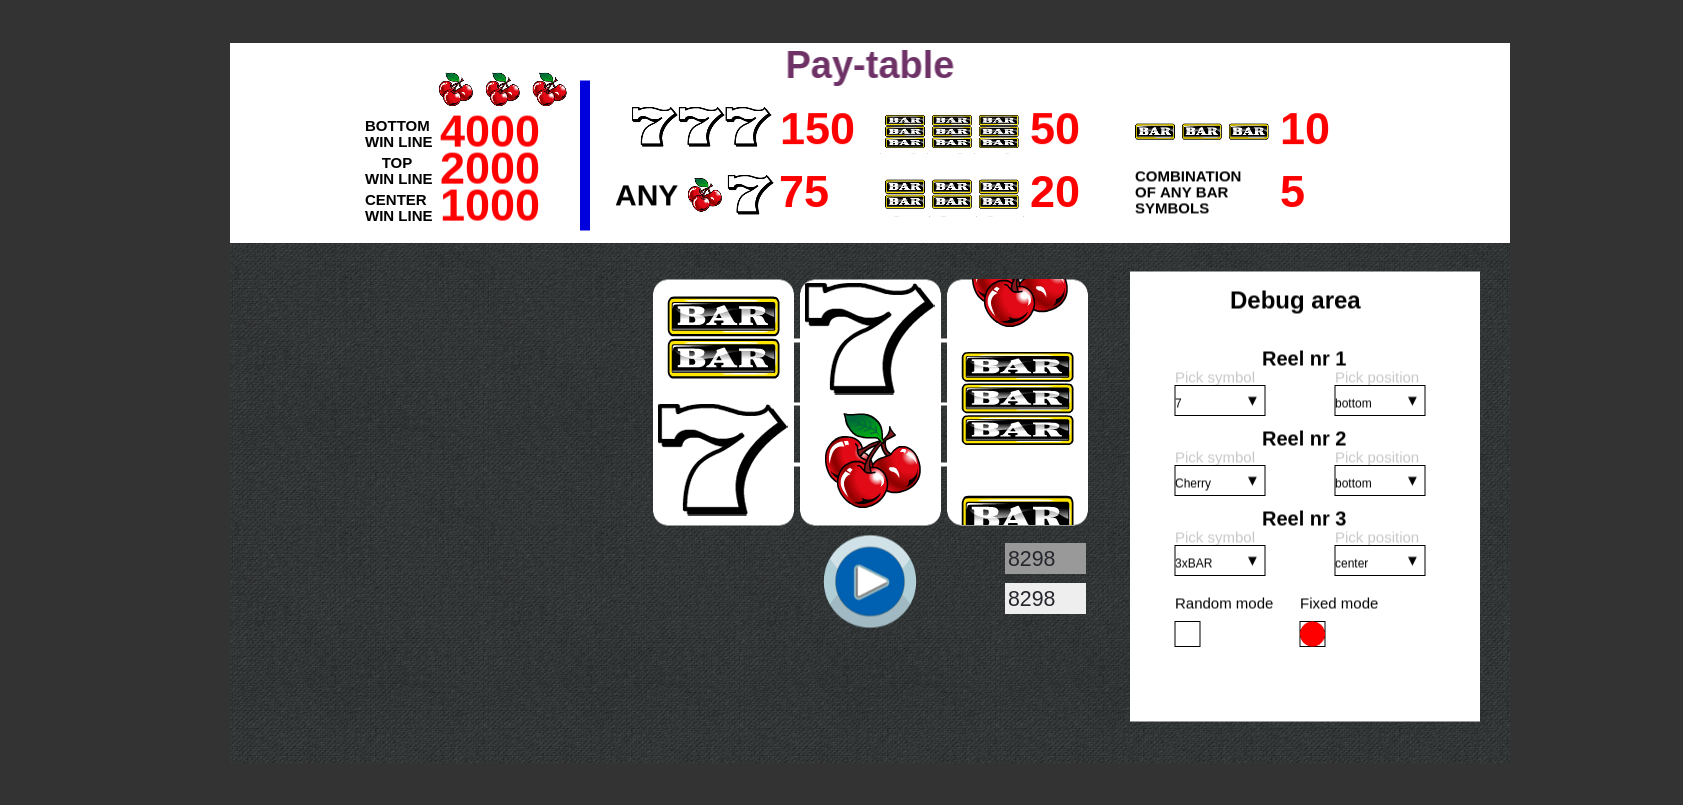 Pay-table
BOTTOM
WIN LINE 4000
TOP
WIN LINE 2000
CENTER
WIN LINE 1000
777 150
BAR BAR BAR
BAR BAR BAR
BAR BAR BAR
50
BAR BAR BAR 10
ANY 7 75
BAR BAR BAR
BAR BAR BAR
20
COMBINATION
OF ANY BAR
SYMBOLS
5
BAR
BAR
7
7
BAR
BAR
BAR
BAR
8298
8298
Debug area
Reel nr 1
Pick symbol Pick position
7 ▼ bottom ▼
Reel nr 2
Pick symbol Pick position
Cherry ▼ bottom ▼
Reel nr 3
Pick symbol Pick position
3xBAR ▼ center ▼
Random mode Fixed mode